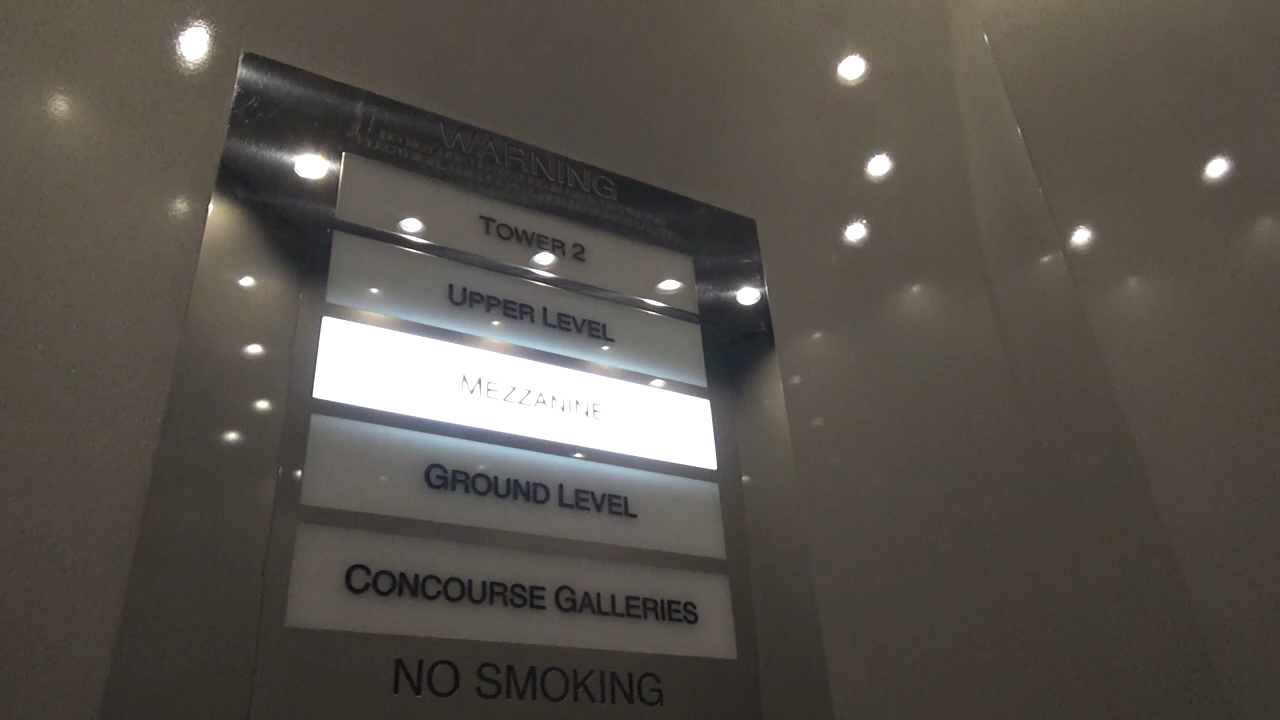 WARNING
TOWER 2
UPPER LEVEL
MEZZANINE
GROUND LEVEL
CONCOURSE GALLERIES
NO SMOKING